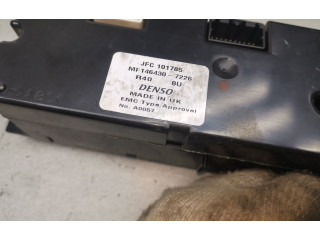 JFC 101785
MF146430-7226
R40 8U
DENSO
MADE IN UK
EMC Type Approval
No. A0057